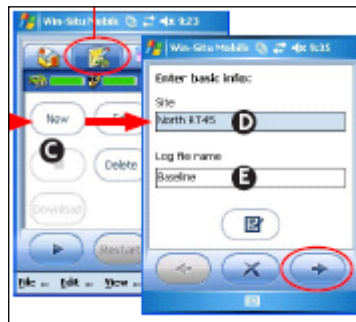 Win-Situ Mobile 9:23
Win-Situ Mobile 9:35
Enter basic info:
Site
North RT45
D
Log file name
Baseline
E
New
C
Delete
Download
Restart
File Edit View